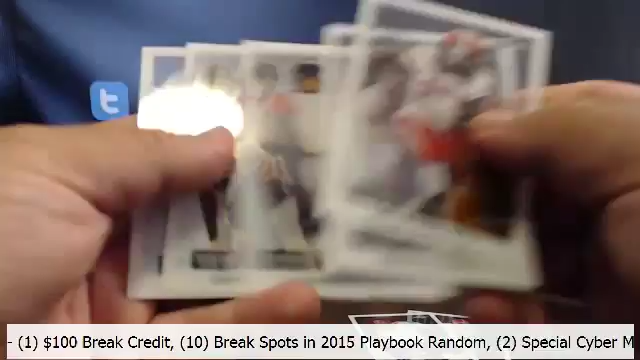 - (1) $100 Break Credit, (10) Break Spots in 2015 Playbook Random, (2) Special Cyber M